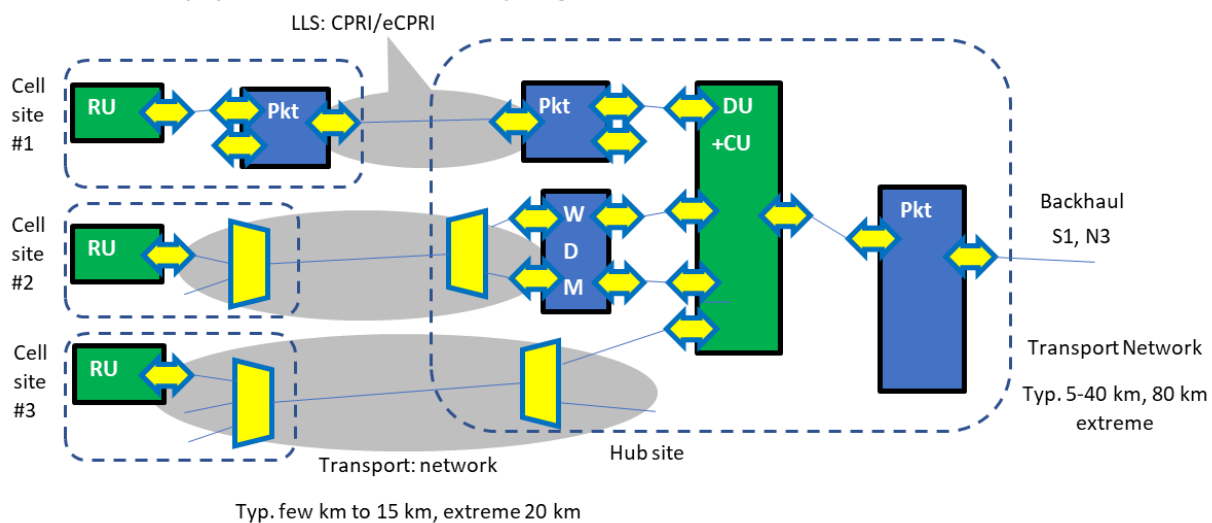 LLS: CPRI/eCPRI
Cell
site
#1
RU
Pkt
Pkt
DU
+CU
Cell
site
#2
RU
W
D
M
Pkt
Backhaul
S1, N3
Cell
site
#3
RU
Transport Network
Typ. 5-40 km, 80 km
extreme
Hub site
Transport: network
Typ. few km to 15 km, extreme 20 km